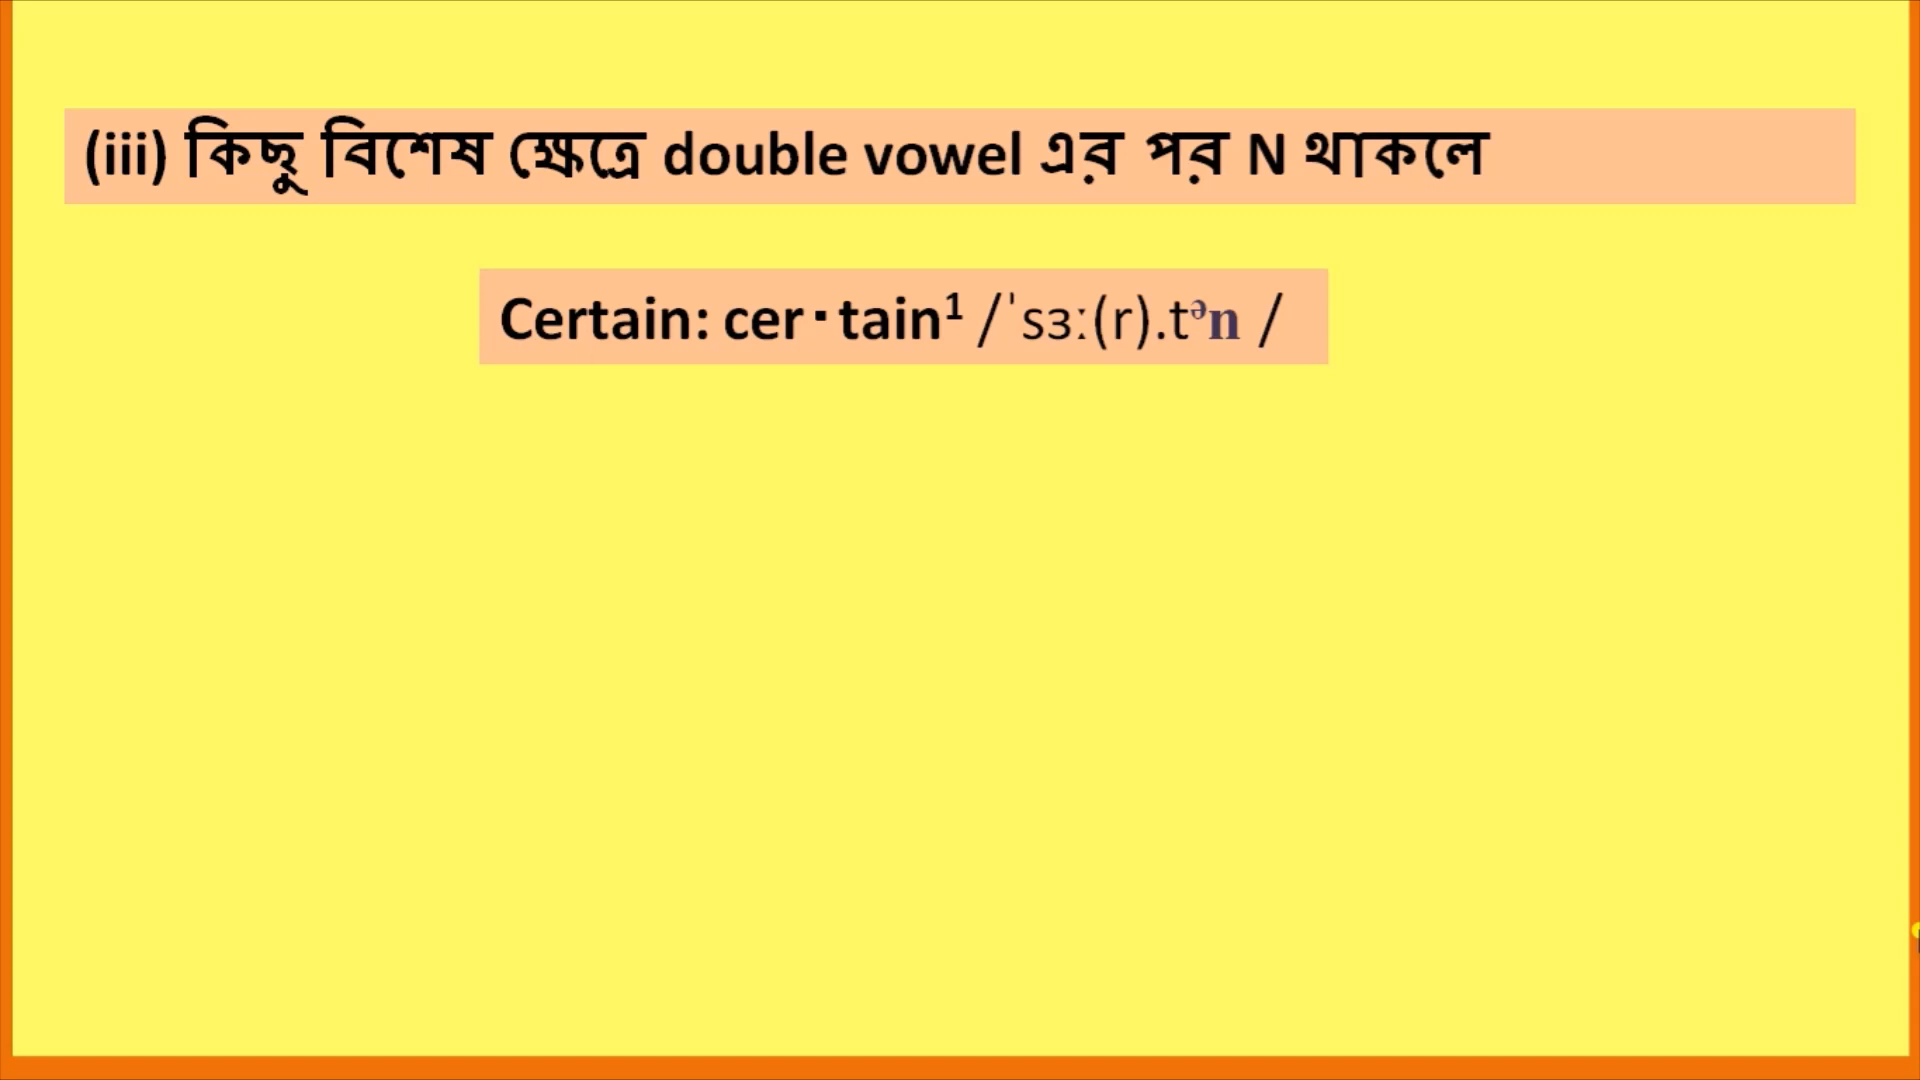 (iii) কিছু বিশেষ ক্ষেত্রে double vowel এর পর N থাকলে
Certain: cer·tain¹ /ˈsɜː(r).tᵊn /